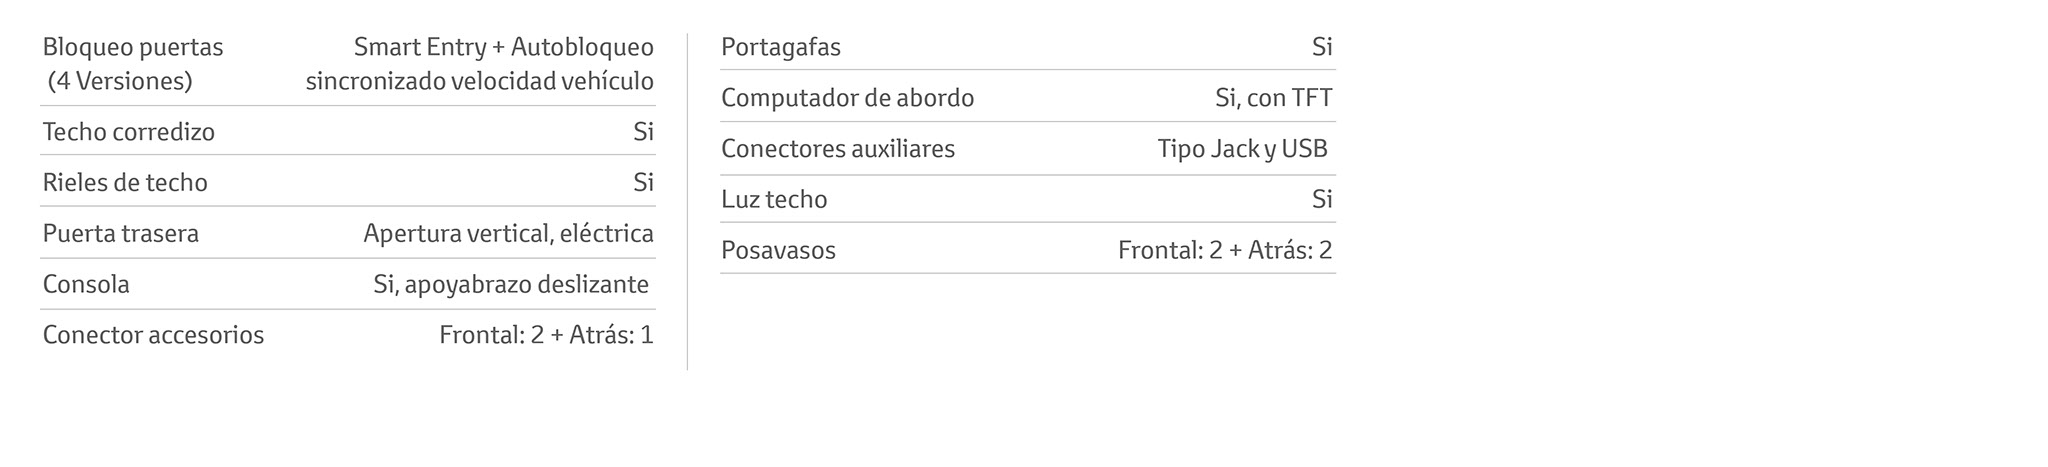 Bloqueo puertas Smart Entry + Autobloqueo
(4 Versiones) sincronizado velocidad vehículo
Techo corredizo Si
Rieles de techo Si
Puerta trasera Apertura vertical, eléctrica
Consola Si, apoyabrazo deslizante
Conector accesorios Frontal: 2 + Atrás: 1
Portagafas Si
Computador de abordo Si, con TFT
Conectores auxiliares Tipo Jack y USB
Luz techo Si
Posavasos Frontal: 2 + Atrás: 2